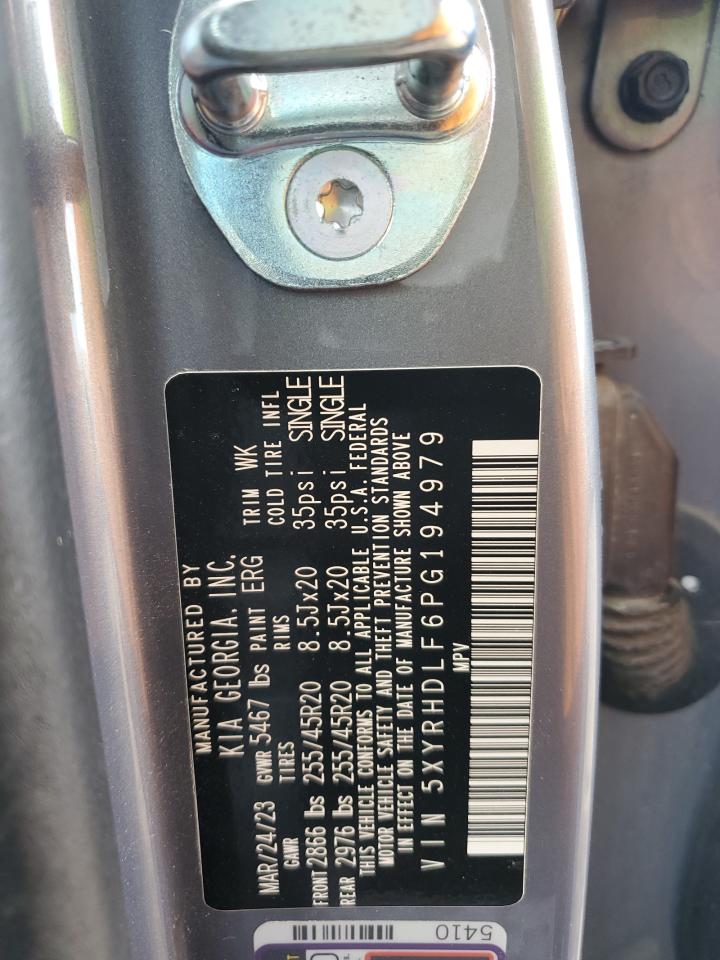 MANUFACTURED BY
KIA GEORGIA, INC.
MAR/24/23 GVWR 5467 lbs PAINT ERG TRIM WK
GAWR TIRES RIMS COLD TIRE INFL
FRONT 2866 lbs 255/45R20 8.5Jx20 35psi SINGLE
REAR 2976 lbs 255/45R20 8.5Jx20 35psi SINGLE
THIS VEHICLE CONFORMS TO ALL APPLICABLE U.S.A. FEDERAL
MOTOR VEHICLE SAFETY AND THEFT PREVENTION STANDARDS
IN EFFECT ON THE DATE OF MANUFACTURE SHOWN ABOVE
VIN 5XYRHDLF6PG194979
MPV
5410